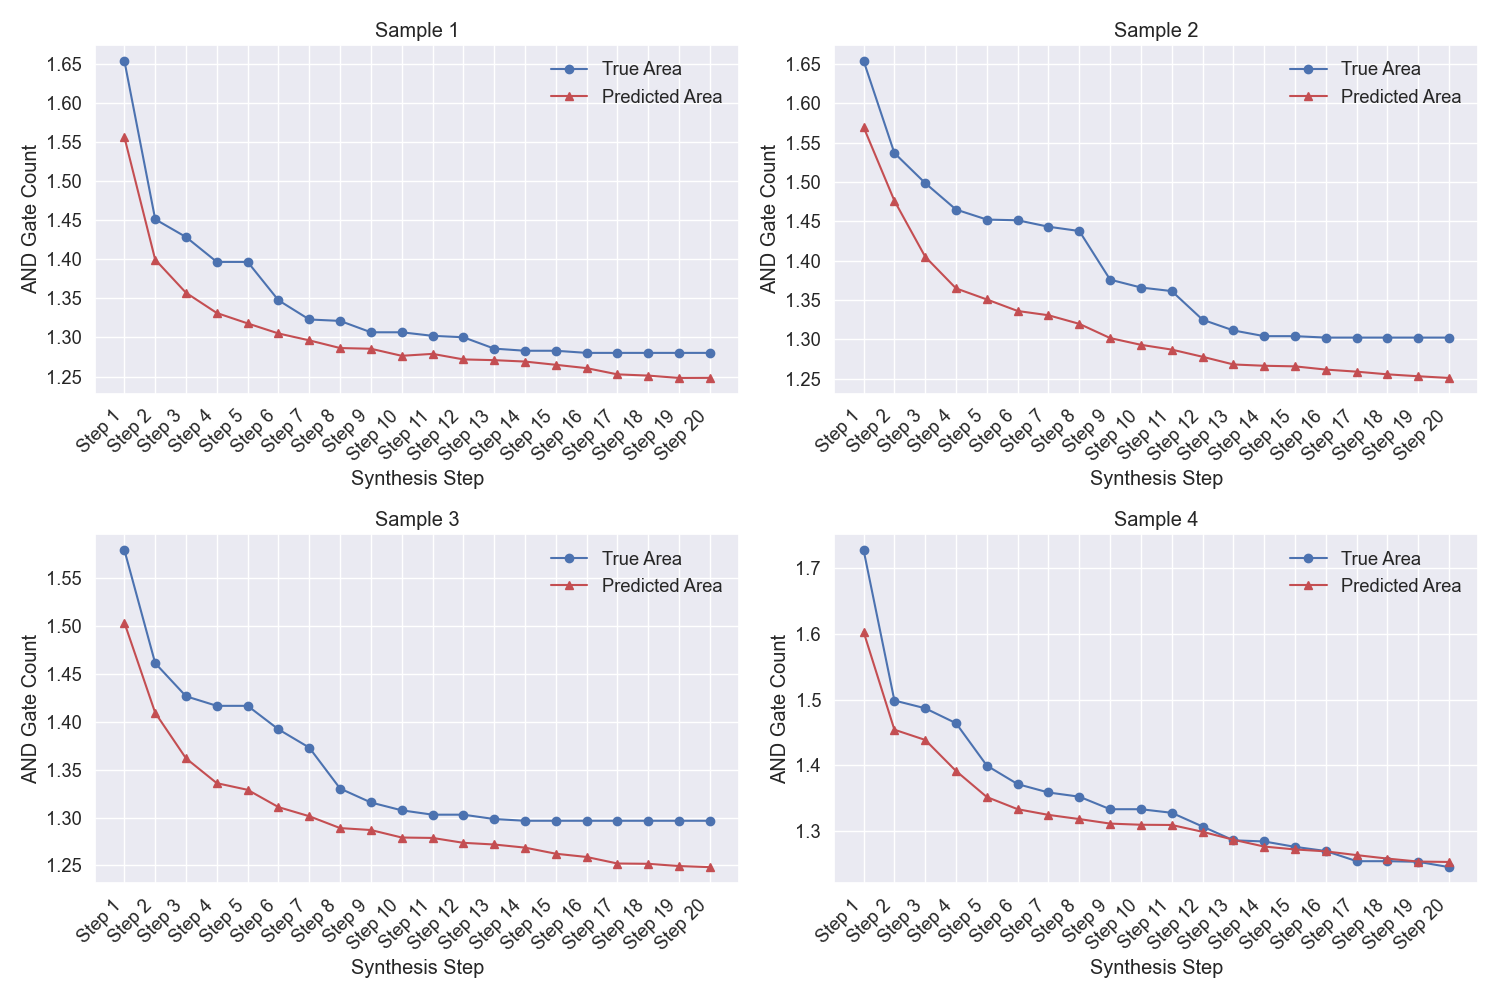 Sample 1
1.65
1.60
1.55
1.50
1.45
1.40
1.35
1.30
1.25
AND Gate Count
True Area
Predicted Area
Step 1
Step 2
Step 3
Step 4
Step 5
Step 6
Step 7
Step 8
Step 9
Step 10
Step 11
Step 12
Step 13
Step 14
Step 15
Step 16
Step 17
Step 18
Step 19
Step 20
Synthesis Step
Sample 2
1.65
1.60
1.55
1.50
1.45
1.40
1.35
1.30
1.25
AND Gate Count
True Area
Predicted Area
Step 1
Step 2
Step 3
Step 4
Step 5
Step 6
Step 7
Step 8
Step 9
Step 10
Step 11
Step 12
Step 13
Step 14
Step 15
Step 16
Step 17
Step 18
Step 19
Step 20
Synthesis Step
Sample 3
1.55
1.50
1.45
1.40
1.35
1.30
1.25
AND Gate Count
True Area
Predicted Area
Step 1
Step 2
Step 3
Step 4
Step 5
Step 6
Step 7
Step 8
Step 9
Step 10
Step 11
Step 12
Step 13
Step 14
Step 15
Step 16
Step 17
Step 18
Step 19
Step 20
Synthesis Step
Sample 4
1.7
1.6
1.5
1.4
1.3
AND Gate Count
True Area
Predicted Area
Step 1
Step 2
Step 3
Step 4
Step 5
Step 6
Step 7
Step 8
Step 9
Step 10
Step 11
Step 12
Step 13
Step 14
Step 15
Step 16
Step 17
Step 18
Step 19
Step 20
Synthesis Step